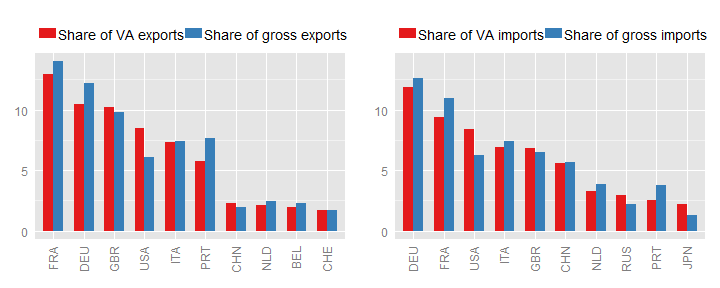 Share of VA exports Share of gross exports
10
5
0
FRA DEU GBR USA ITA PRT CHN NLD BEL CHE
Share of VA imports Share of gross imports
10
5
0
DEU FRA USA ITA GBR CHN NLD RUS PRT JPN